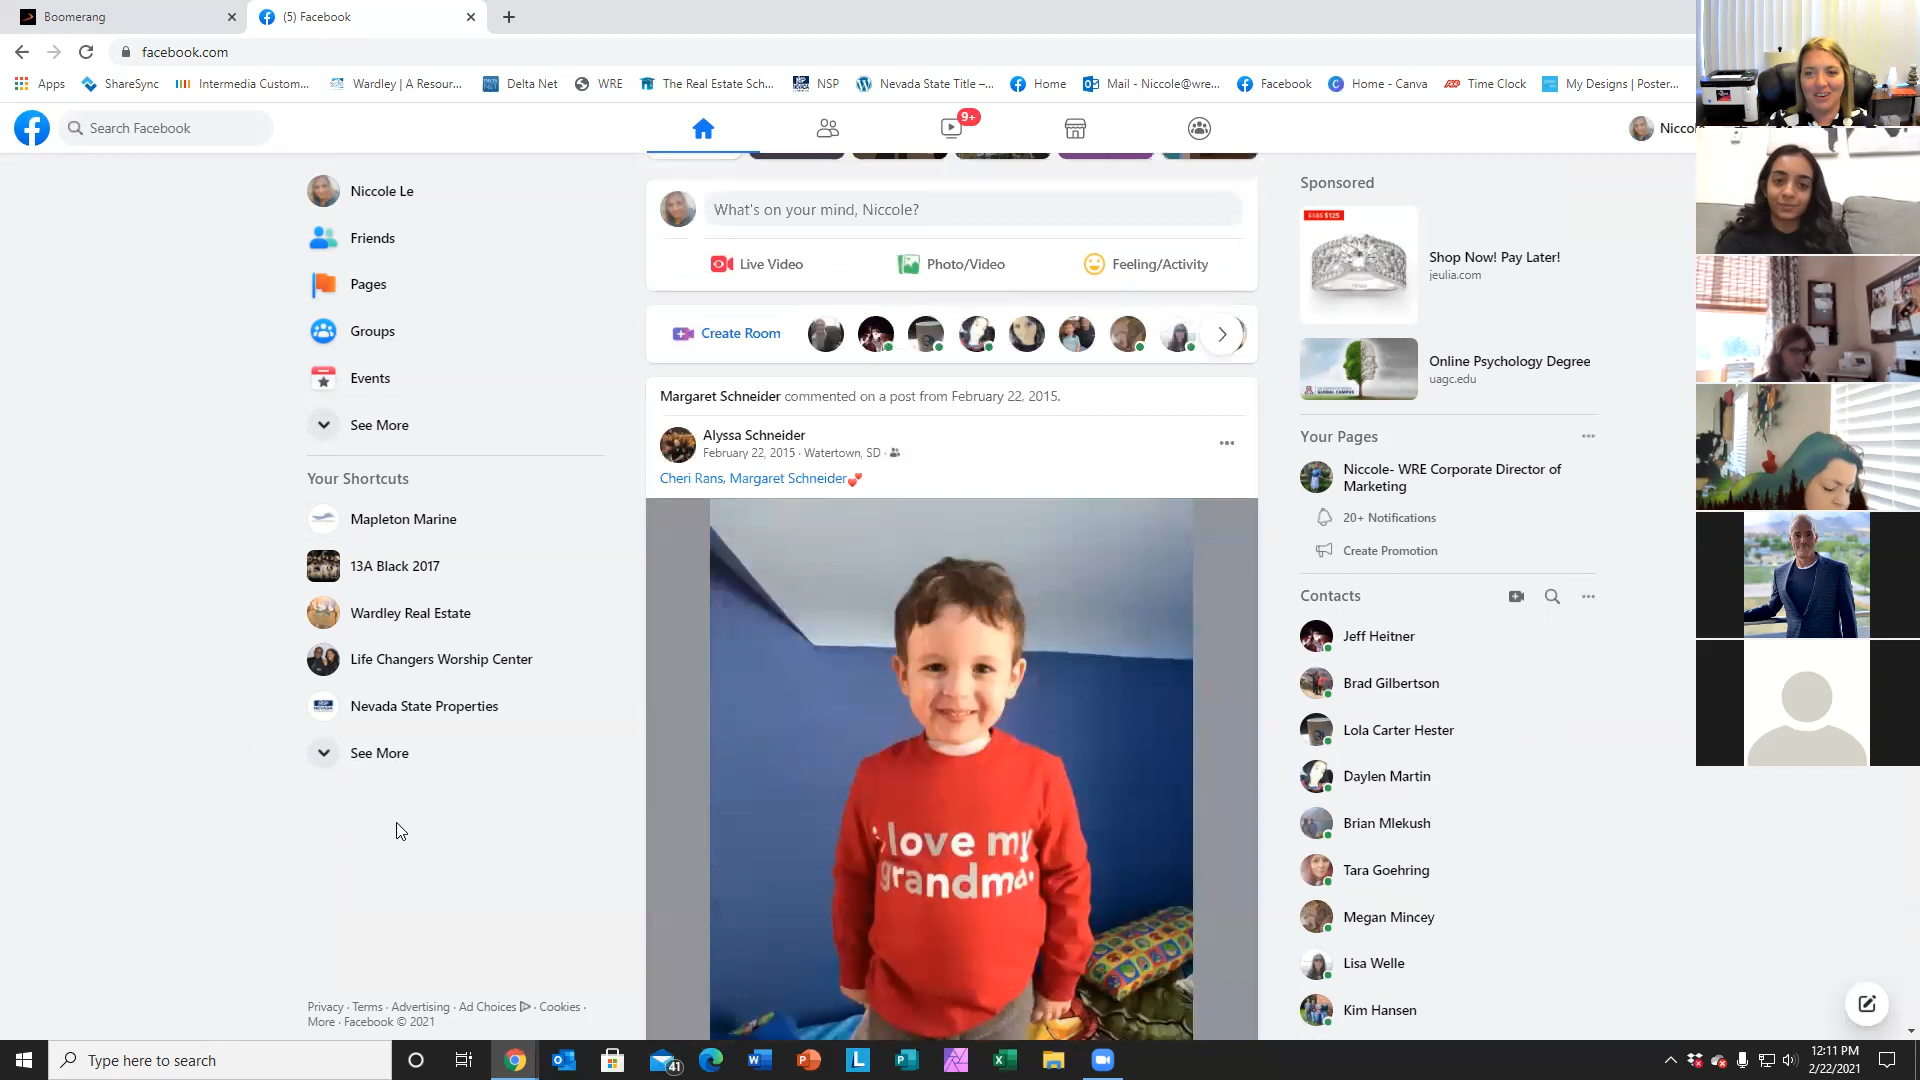 Boomerang
(5) Facebook
facebook.com
Apps
ShareSync
Intermedia Custom...
Wardley | A Resour...
Delta Net
WRE
The Real Estate Sch...
NSP
Nevada State Title –...
Home
Mail - Niccole@wre...
Facebook
Home - Canva
Time Clock
My Designs | Poster...
Search Facebook
9+
Nicco
Niccole Le
Friends
Pages
Groups
Events
See More
Your Shortcuts
Mapleton Marine
13A Black 2017
Wardley Real Estate
Life Changers Worship Center
Nevada State Properties
See More
Privacy · Terms · Advertising · Ad Choices · Cookies ·
More · Facebook © 2021
What's on your mind, Niccole?
Live Video
Photo/Video
Feeling/Activity
Create Room
Margaret Schneider commented on a post from February 22, 2015.
Alyssa Schneider
February 22, 2015 · Watertown, SD ·
Cheri Rans, Margaret Schneider💕
i love my
grandma.
Sponsored
$185 $125
Shop Now! Pay Later!
jeulia.com
GLOBAL CAMPUS
Online Psychology Degree
uagc.edu
Your Pages
Niccole- WRE Corporate Director of
Marketing
20+ Notifications
Create Promotion
Contacts
Jeff Heitner
Brad Gilbertson
Lola Carter Hester
Daylen Martin
Brian Mlekush
Tara Goehring
Megan Mincey
Lisa Welle
Kim Hansen
Type here to search
41
12:11 PM
2/22/2021